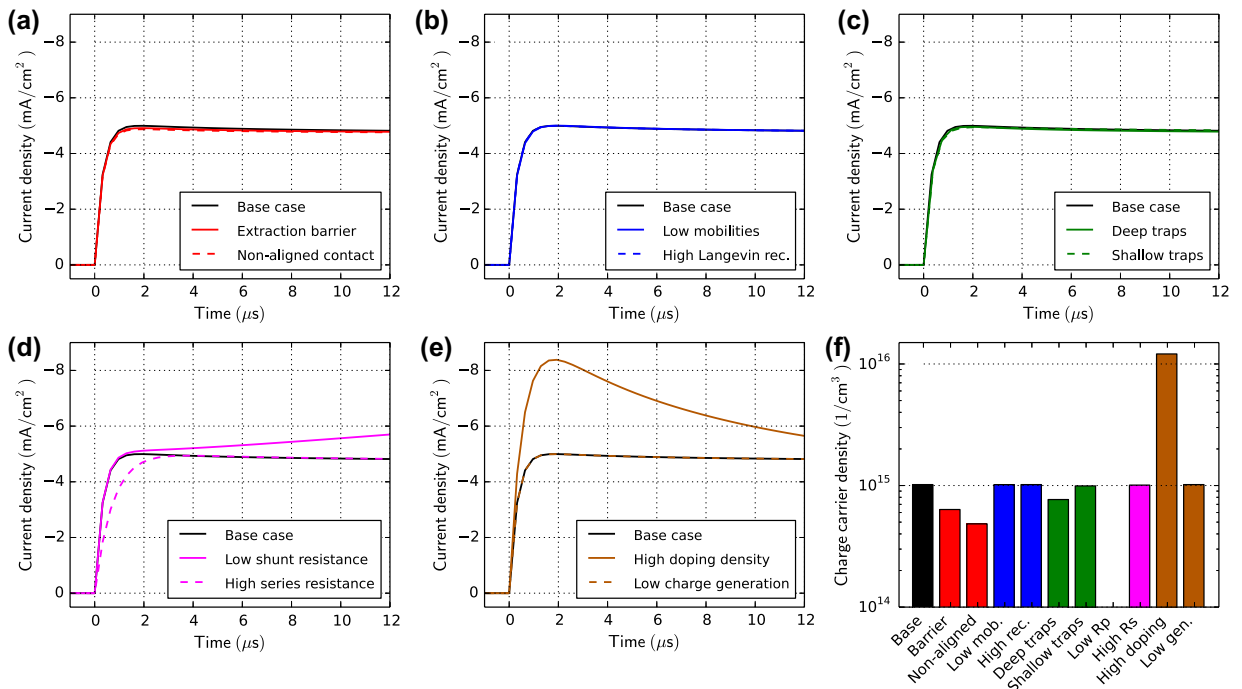 (a)
Current density (mA/cm²)
−8
−6
−4
−2
0
Base case
Extraction barrier
Non-aligned contact
0 2 4 6 8 10 12
Time (μs)
(b)
Current density (mA/cm²)
−8
−6
−4
−2
0
Base case
Low mobilities
High Langevin rec.
0 2 4 6 8 10 12
Time (μs)
(c)
Current density (mA/cm²)
−8
−6
−4
−2
0
Base case
Deep traps
Shallow traps
0 2 4 6 8 10 12
Time (μs)
(d)
Current density (mA/cm²)
−8
−6
−4
−2
0
Base case
Low shunt resistance
High series resistance
0 2 4 6 8 10 12
Time (μs)
(e)
Current density (mA/cm²)
−8
−6
−4
−2
0
Base case
High doping density
Low charge generation
0 2 4 6 8 10 12
Time (μs)
(f)
Charge carrier density (1/cm³)
10¹⁶
10¹⁵
10¹⁴
Base
Barrier
Non-aligned
Low mob.
High rec.
Deep traps
Shallow traps
Low Rp
High Rs
High doping
Low gen.